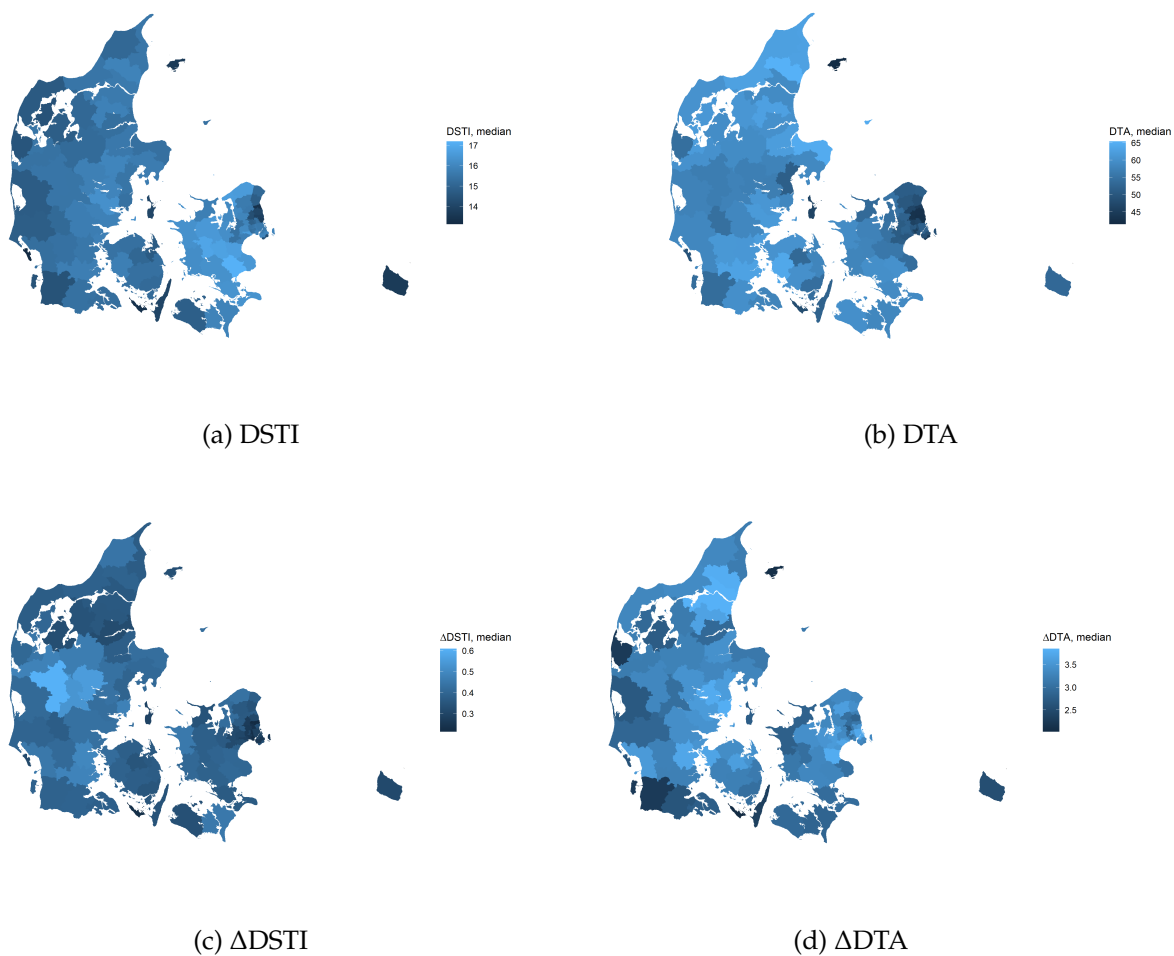 DSTI, median
17
16
15
14
(a) DSTI
DTA, median
65
60
55
50
45
(b) DTA
ΔDSTI, median
0.6
0.5
0.4
0.3
(c) ΔDSTI
ΔDTA, median
3.5
3.0
2.5
(d) ΔDTA